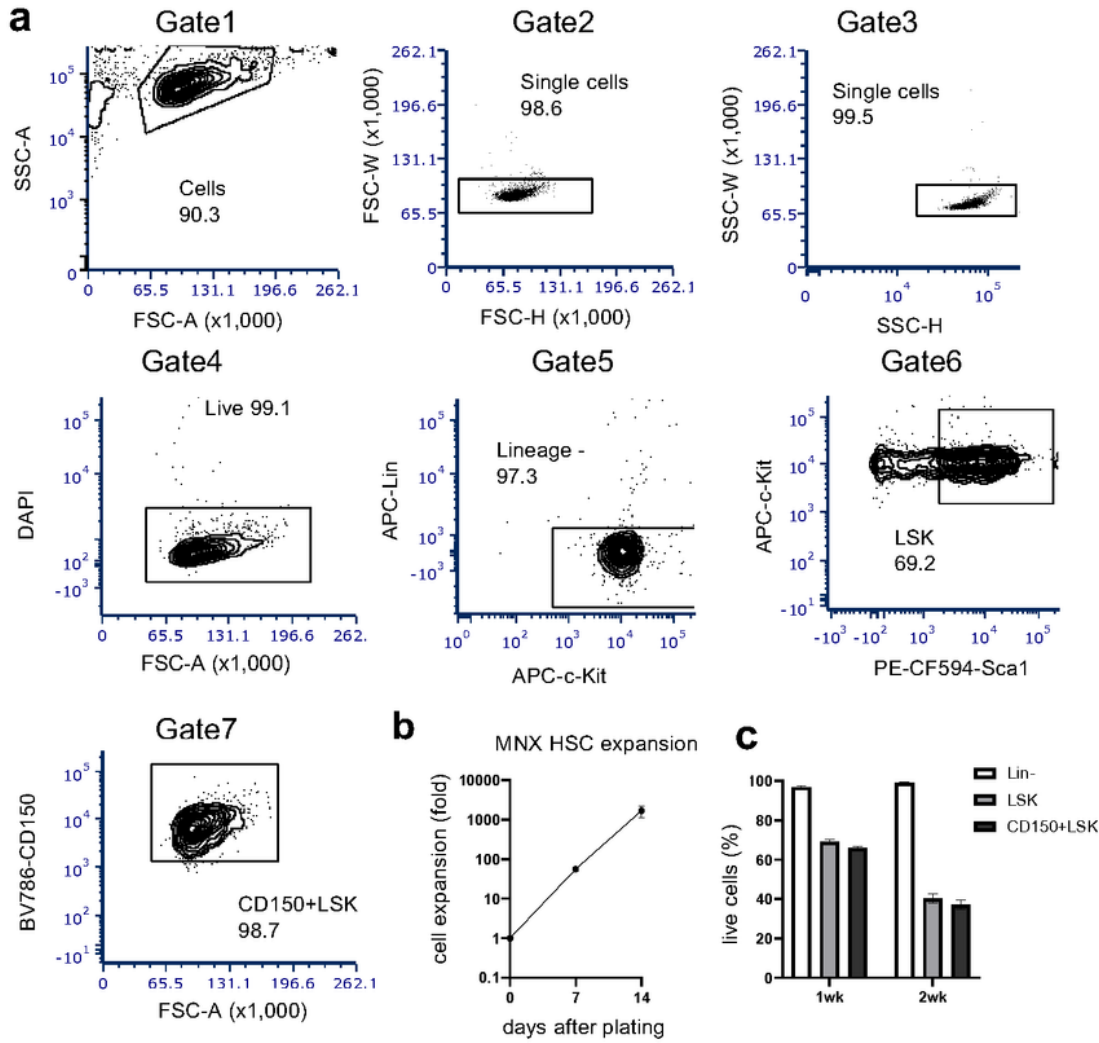 a
Gate1
Gate2
Gate3
SSC-A
10^5
10^4
10^3
0
Cells
90.3
0 65.5 131.1 196.6 262.1
FSC-A (x1,000)
FSC-W (x1,000)
262.1
196.6
131.1
65.5
0
Single cells
98.6
0 65.5 131.1 196.6 262.1
FSC-H (x1,000)
SSC-W (x1,000)
262.1
196.6
131.1
65.5
0
Single cells
99.5
0 10^4 10^5
SSC-H
Gate4
Gate5
Gate6
DAPI
10^5
10^4
10^2
-10^3
Live 99.1
0 65.5 131.1 196.6 262.
FSC-A (x1,000)
APC-Lin
10^5
10^4
10^3
-10^3
Lineage -
97.3
10^0 10^2 10^3 10^4 10^5
APC-c-Kit
APC-c-Kit
10^5
10^4
10^3
10^2
-10^1
LSK
69.2
-10^3 -10^2 10^3 10^4 10^5
PE-CF594-Sca1
Gate7
BV786-CD150
10^5
10^4
10^3
10^2
-10^1
CD150+LSK
98.7
0 65.5 131.1 196.6 262.1
FSC-A (x1,000)
b
MNX HSC expansion
cell expansion (fold)
10000
1000
100
10
1
0.1
0 7 14
days after plating
c
live cells (%)
100
80
60
40
20
0
1wk 2wk
Lin-
LSK
CD150+LSK